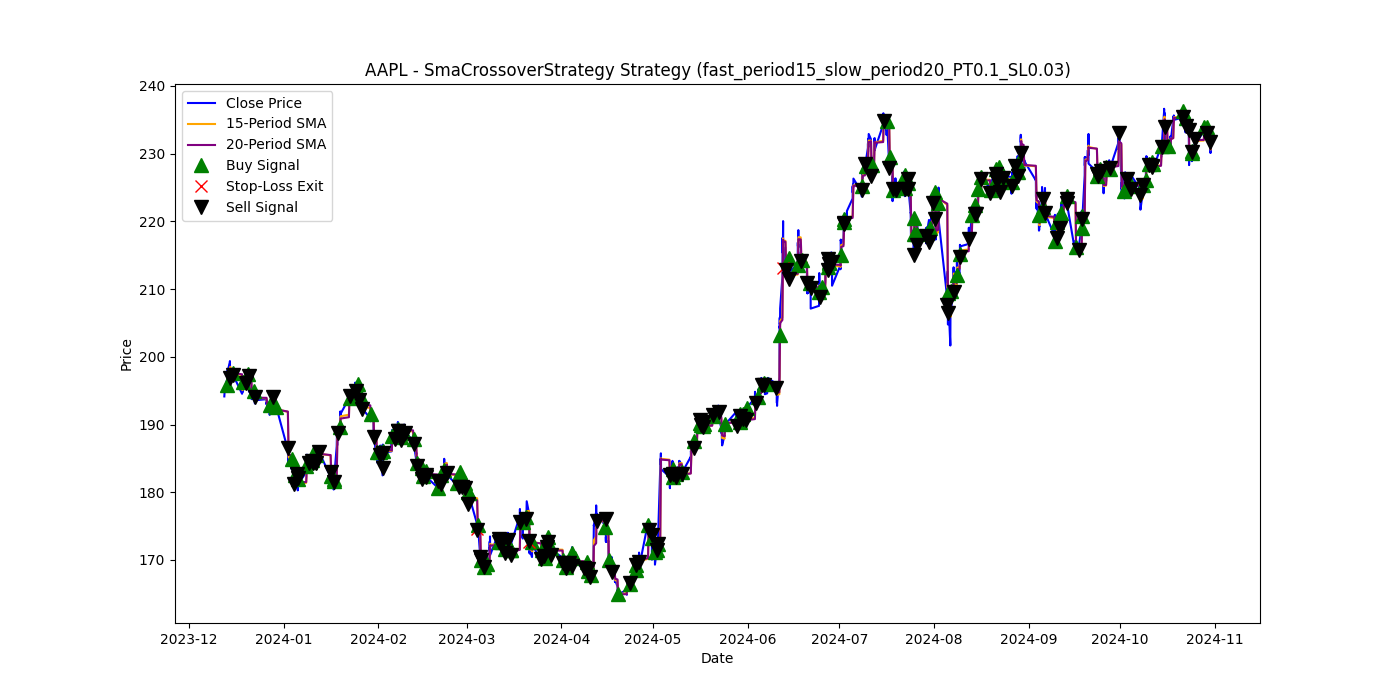 AAPL - SmaCrossoverStrategy Strategy (fast_period15_slow_period20_PT0.1_SL0.03)
Close Price
15-Period SMA
20-Period SMA
Buy Signal
Stop-Loss Exit
Sell Signal
240
230
220
210
200
190
180
170
Price
2023-12 2024-01 2024-02 2024-03 2024-04 2024-05 2024-06 2024-07 2024-08 2024-09 2024-10 2024-11
Date